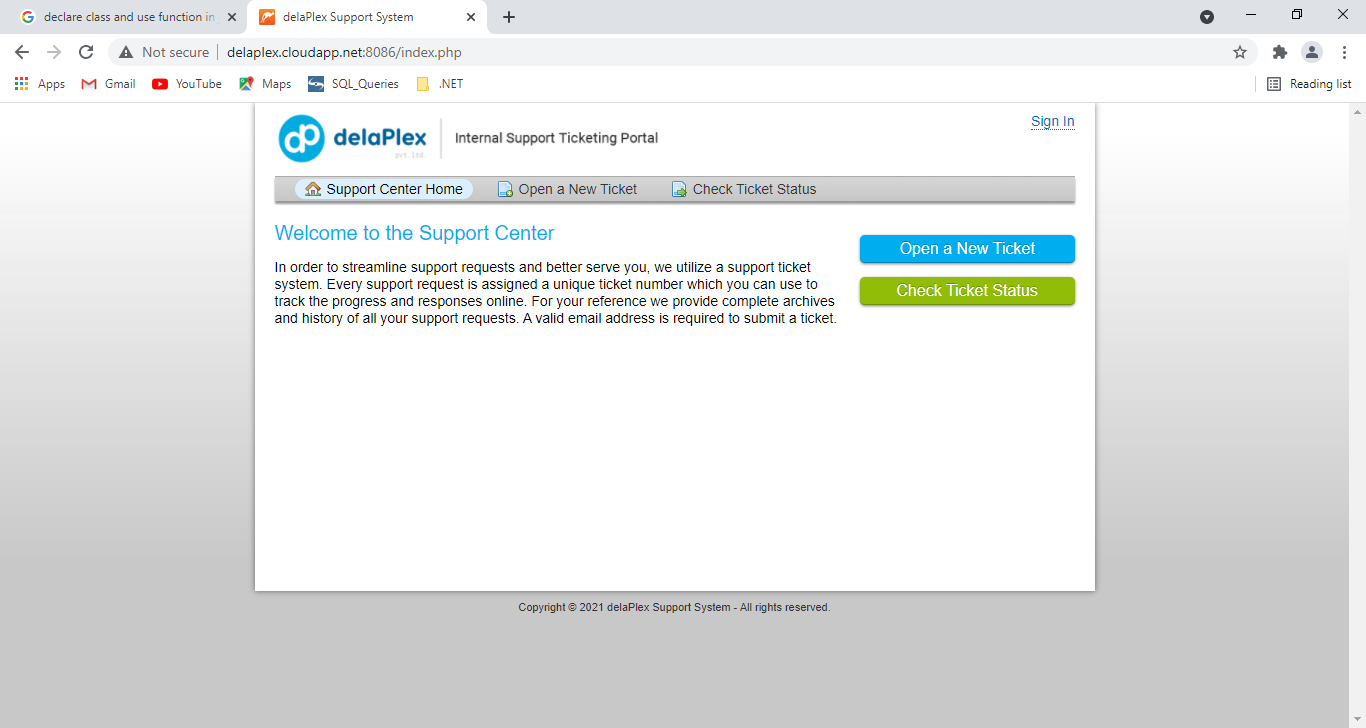 declare class and use function in
delaPlex Support System
Not secure
delaplex.cloudapp.net:8086/index.php
Apps
Gmail
YouTube
Maps
SQL_Queries
.NET
Reading list
dp delaPlex
pvt.ltd.
Internal Support Ticketing Portal
Sign In
Support Center Home
Open a New Ticket
Check Ticket Status
Welcome to the Support Center
In order to streamline support requests and better serve you, we utilize a support ticket
system. Every support request is assigned a unique ticket number which you can use to
track the progress and responses online. For your reference we provide complete archives
and history of all your support requests. A valid email address is required to submit a ticket.
Open a New Ticket
Check Ticket Status
Copyright © 2021 delaPlex Support System - All rights reserved.